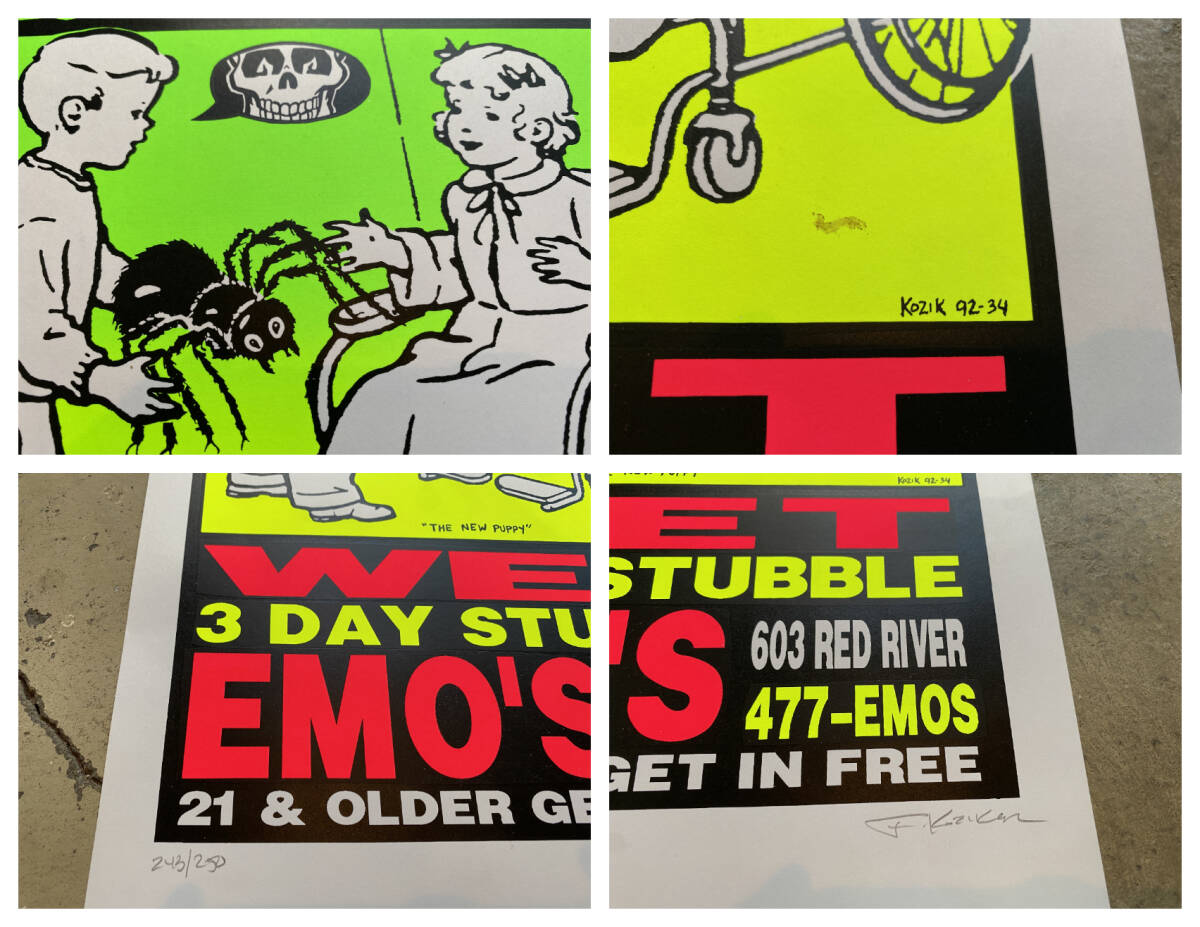 KOZIK 92-34
T
"THE NEW PUPPY"
WE
3 DAY STU
EMO'S
21 & OLDER GE
243/250
KOZIK 92-34
ET
STUBBLE
'S
603 RED RIVER
477-EMOS
GET IN FREE